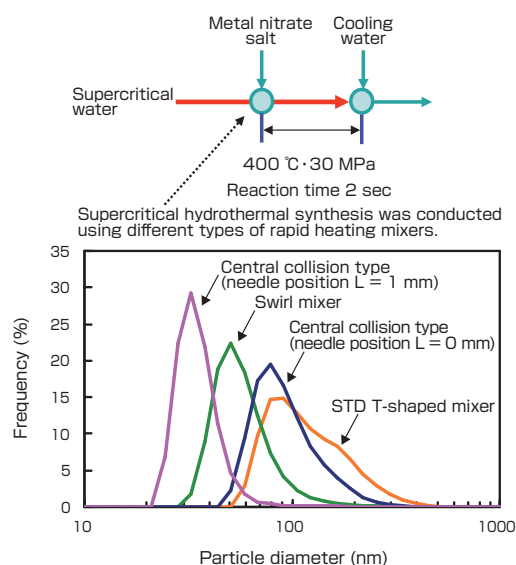 Metal nitrate
salt
Cooling
water
Supercritical
water
400 ℃·30 MPa
Reaction time 2 sec
Supercritical hydrothermal synthesis was conducted
using different types of rapid heating mixers.
35
30
25
20
15
10
5
0
Frequency (%)
Central collision type
(needle position L = 1 mm)
Swirl mixer
Central collision type
(needle position L = 0 mm)
STD T-shaped mixer
10
100
1000
Particle diameter (nm)